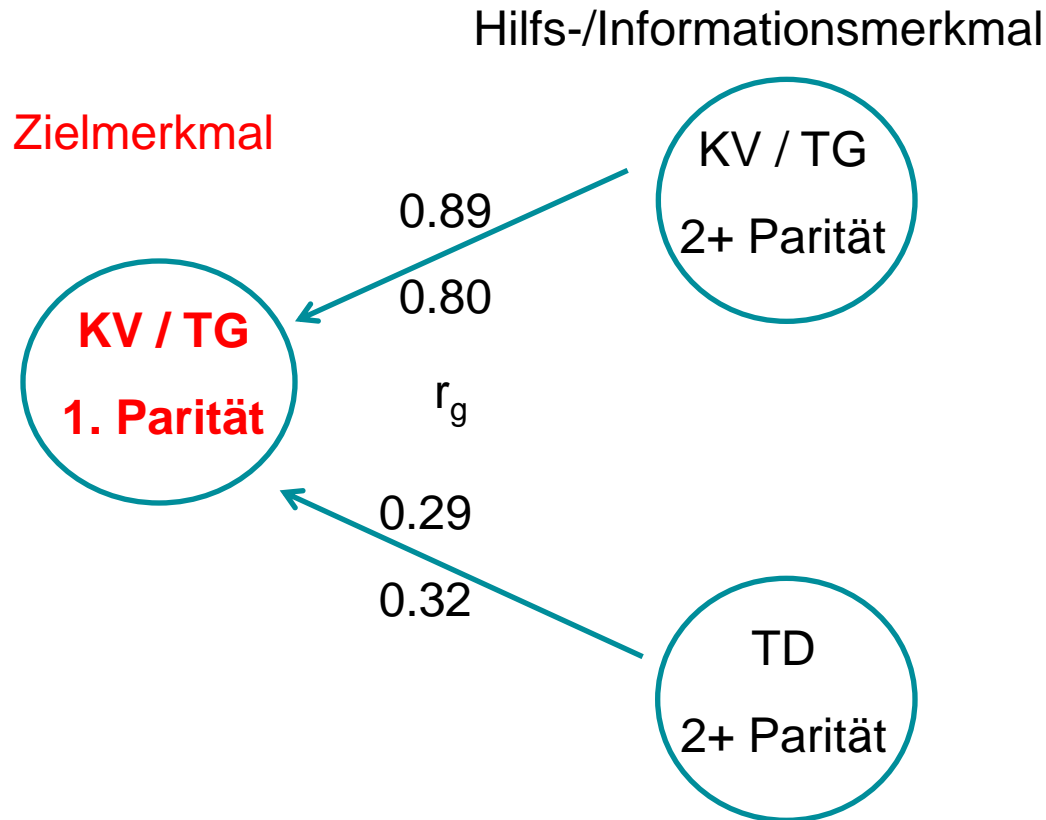 Hilfs-/Informationsmerkmal
Zielmerkmal
KV / TG
2+ Parität
0.89
0.80
KV / TG
1. Parität
rg
0.29
0.32
TD
2+ Parität